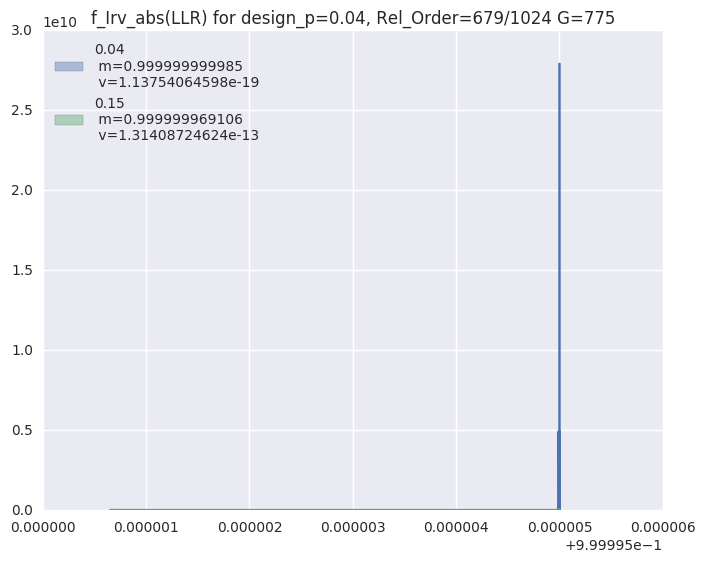 f_Irv_abs(LLR) for design_p=0.04, Rel_Order=679/1024 G=775
1e10
3.0
2.5
2.0
1.5
1.0
0.5
0.0
0.04
m=0.999999999985
v=1.13754064598e-19
0.15
m=0.999999969106
v=1.31408724624e-13
0.000000 0.000001 0.000002 0.000003 0.000004 0.000005 0.000006
+9.99995e−1